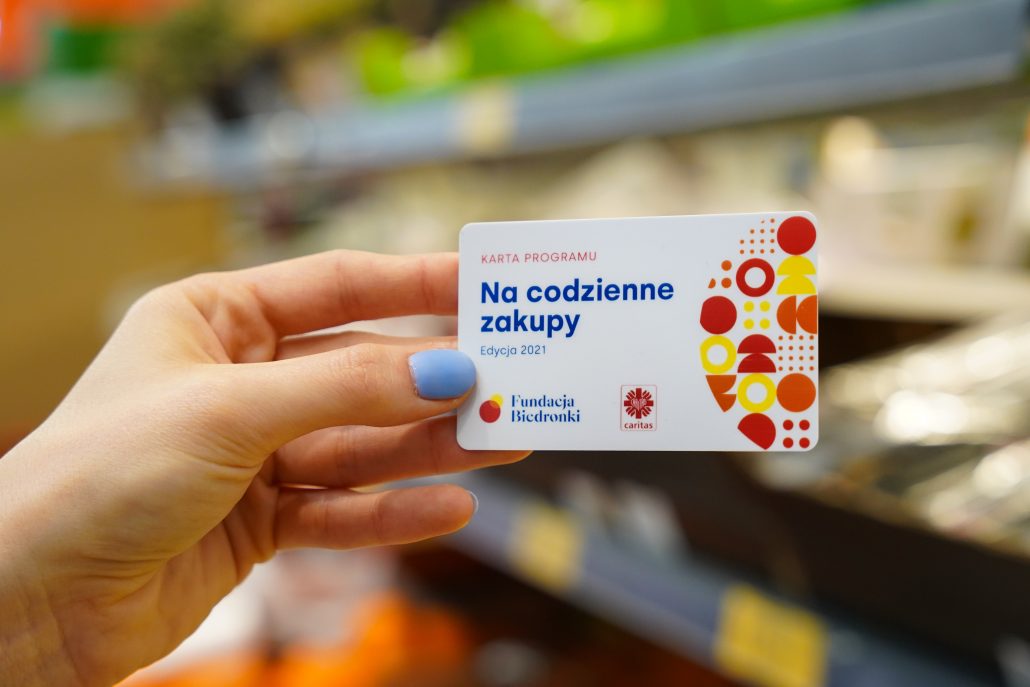 KARTA PROGRAMU
Na codzienne
zakupy
Edycja 2021
Fundacja
Biedronki
caritas